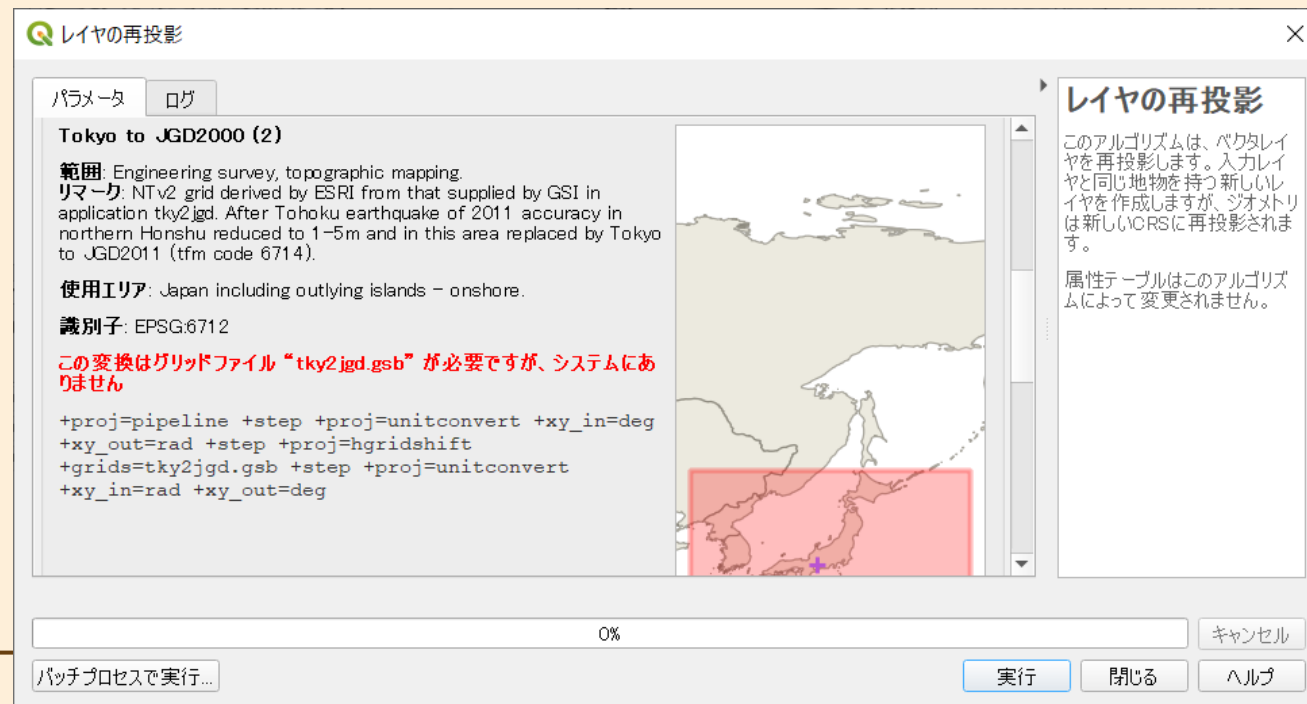 レイヤの再投影
パラメータ
ログ
Tokyo to JGD2000 (2)
範囲: Engineering survey, topographic mapping.
リマーク: NTv2 grid derived by ESRI from that supplied by GSI in
application tky2jgd. After Tohoku earthquake of 2011 accuracy in
northern Honshu reduced to 1-5m and in this area replaced by Tokyo
to JGD2011 (tfm code 6714).
使用エリア: Japan including outlying islands - onshore.
識別子: EPSG:6712
この変換はグリッドファイル “tky2jgd.gsb” が必要ですが、システムにあ
りません
+proj=pipeline +step +proj=unitconvert +xy_in=deg
+xy_out=rad +step +proj=hgridshift
+grids=tky2jgd.gsb +step +proj=unitconvert
+xy_in=rad +xy_out=deg
レイヤの再投影
このアルゴリズムは、ベクタレイ
ヤを再投影します。入力レイ
ヤと同じ地物を持つ新しいレ
イヤを作成しますが、ジオメトリ
は新しいCRSに再投影されま
す。
属性テーブルはこのアルゴリズ
ムによって変更されません。
0%
キャンセル
バッチプロセスで実行...
実行
閉じる
ヘルプ